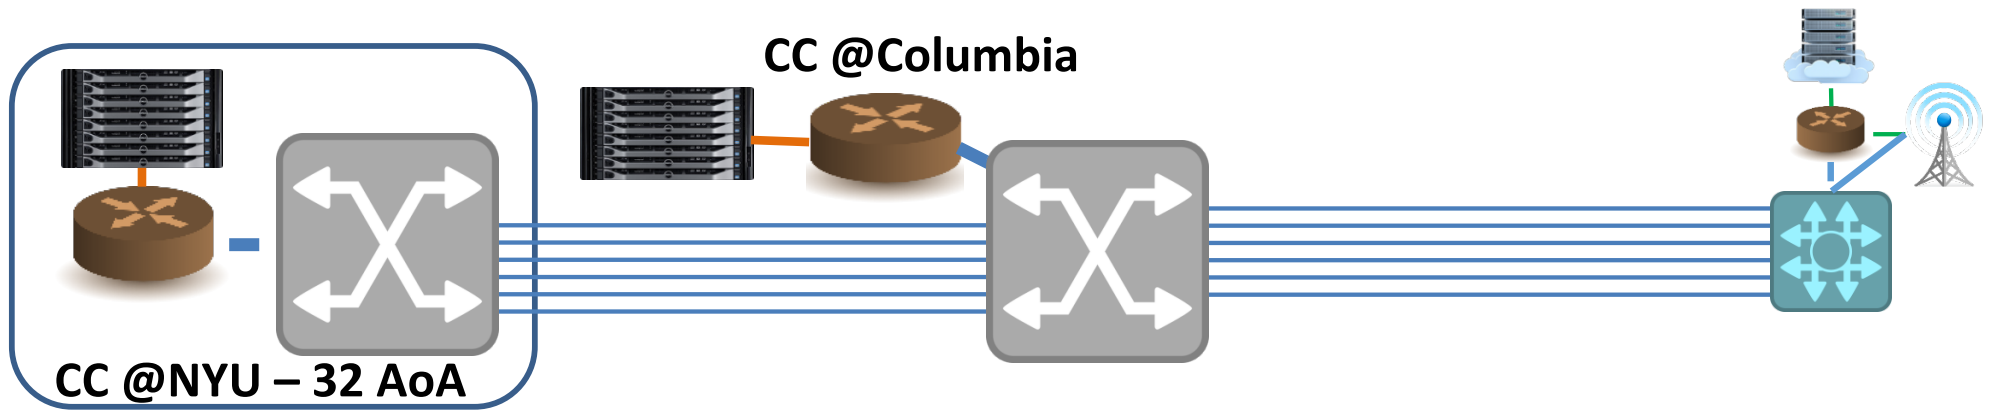 CC @Columbia
CC @NYU – 32 AoA